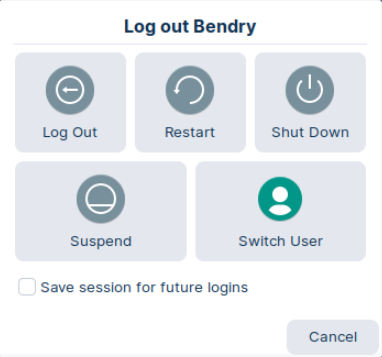 Log out Bendry
Log Out
Restart
Shut Down
Suspend
Switch User
Save session for future logins
Cancel